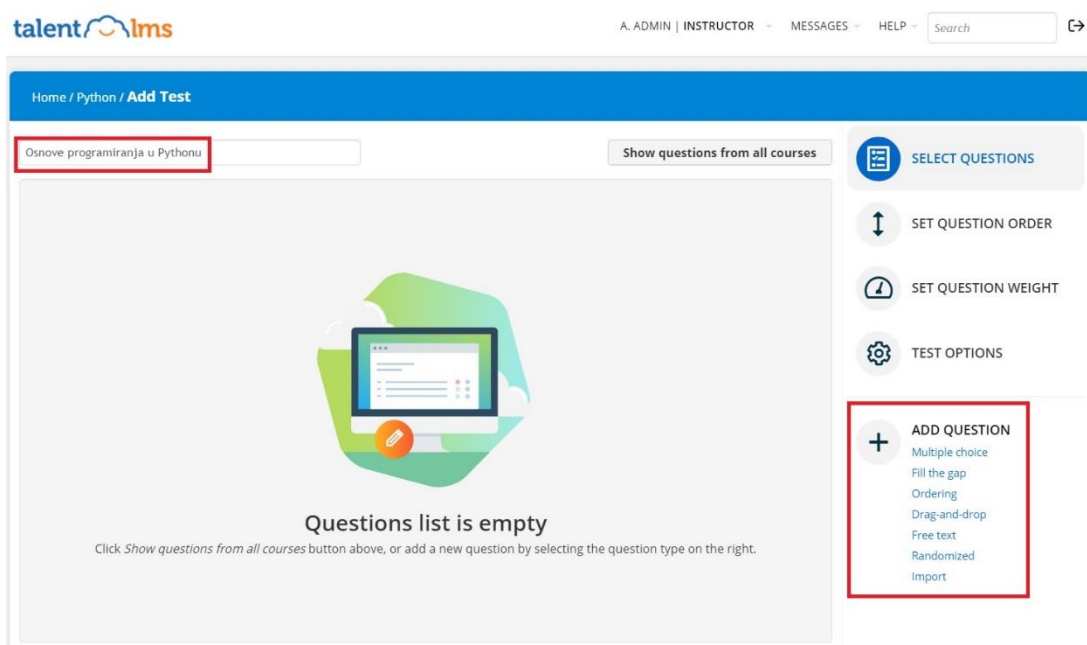 talentlms
A. ADMIN | INSTRUCTOR MESSAGES HELP Search
Home / Python / Add Test
Osnove programiranja u Pythonu
Show questions from all courses
SELECT QUESTIONS
SET QUESTION ORDER
SET QUESTION WEIGHT
TEST OPTIONS
Questions list is empty
Click Show questions from all courses button above, or add a new question by selecting the question type on the right.
ADD QUESTION
Multiple choice
Fill the gap
Ordering
Drag-and-drop
Free text
Randomized
Import